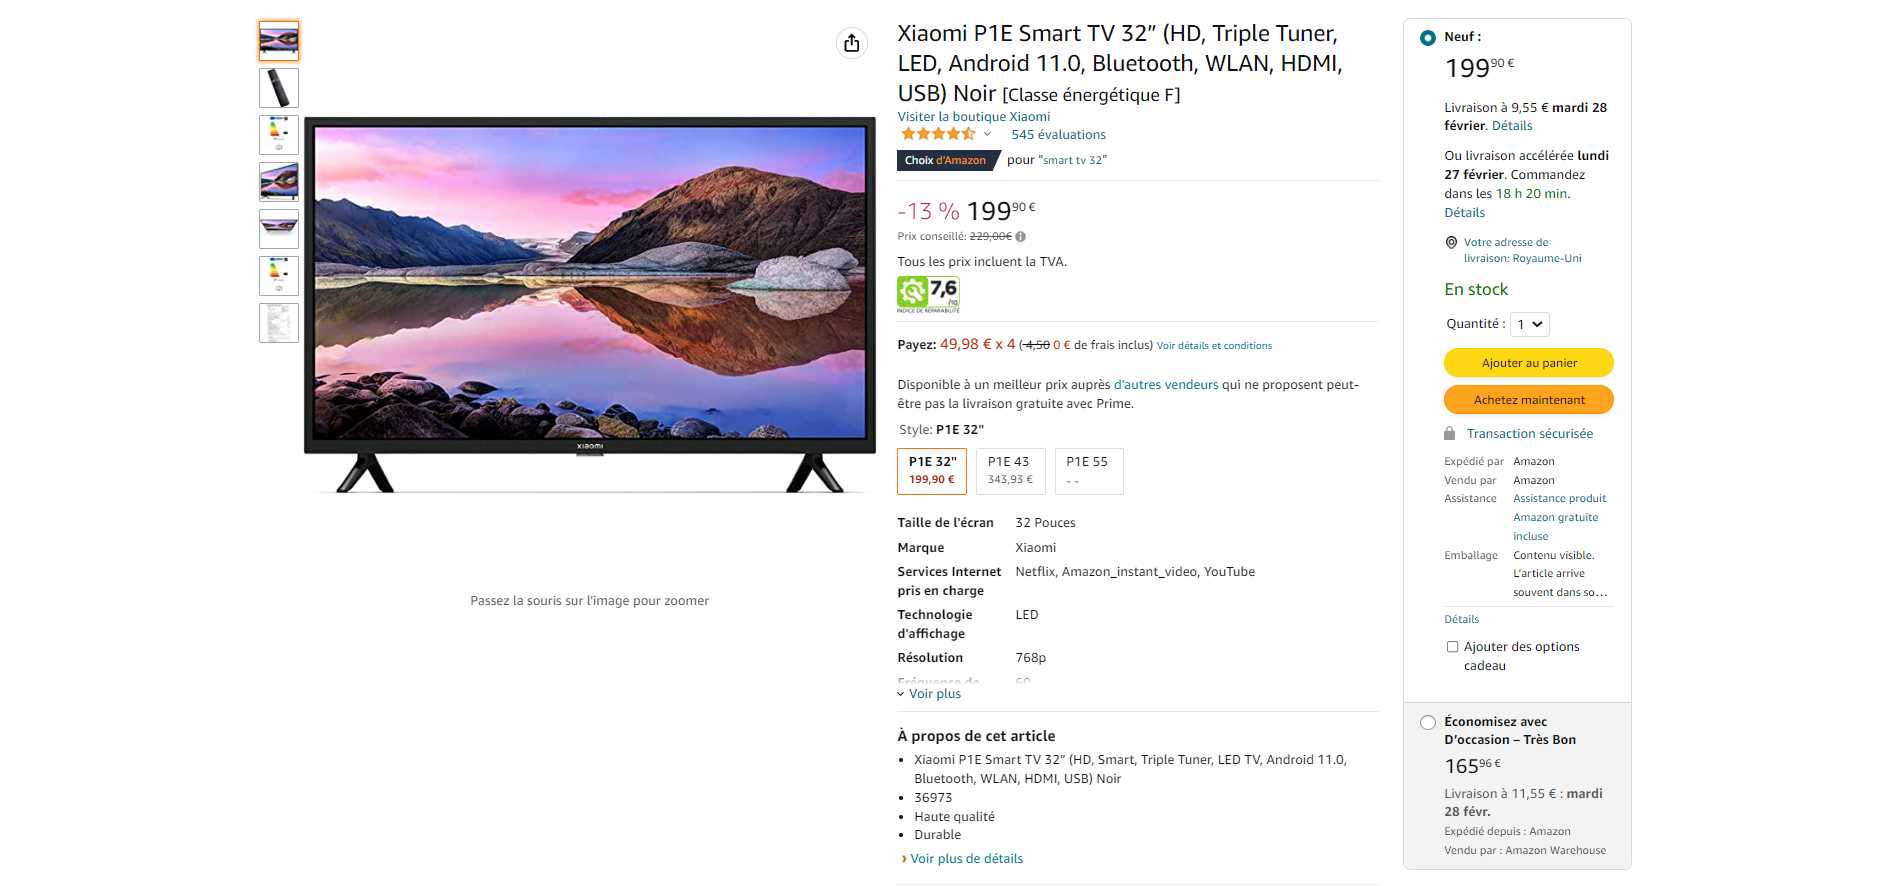 Xiaomi P1E Smart TV 32” (HD, Triple Tuner,
LED, Android 11.0, Bluetooth, WLAN, HDMI,
USB) Noir [Classe énergétique F]
Visiter la boutique Xiaomi
545 évaluations
Choix d'Amazon pour "smart tv 32"
-13 % 199,90 €
Prix conseillé: 229,00€
Tous les prix incluent la TVA.
7,6
/10
INDICE DE RÉPARABILITÉ
Payez: 49,98 € x 4 (4,50 0 € de frais inclus) Voir détails et conditions
Disponible à un meilleur prix auprès d'autres vendeurs qui ne proposent peut-
être pas la livraison gratuite avec Prime.
Style: P1E 32"
P1E 32"
199,90 €
P1E 43
343,93 €
P1E 55
- -
Taille de l'écran 32 Pouces
Marque Xiaomi
Services Internet Netflix, Amazon_instant_video, YouTube
pris en charge
Technologie LED
d'affichage
Résolution 768p
Fréquence de 60
Voir plus
À propos de cet article
• Xiaomi P1E Smart TV 32” (HD, Smart, Triple Tuner, LED TV, Android 11.0,
Bluetooth, WLAN, HDMI, USB) Noir
• 36973
• Haute qualité
• Durable
› Voir plus de détails
xiaomi
Passez la souris sur l'image pour zoomer
Neuf :
199,90 €
Livraison à 9,55 € mardi 28
février. Détails
Ou livraison accélérée lundi
27 février. Commandez
dans les 18 h 20 min.
Détails
Votre adresse de
livraison: Royaume-Uni
En stock
Quantité : 1
Ajouter au panier
Achetez maintenant
Transaction sécurisée
Expédié par Amazon
Vendu par Amazon
Assistance Assistance produit
Amazon gratuite
incluse
Emballage Contenu visible.
L'article arrive
souvent dans so…
Détails
Ajouter des options
cadeau
Économisez avec
D'occasion – Très Bon
165,96 €
Livraison à 11,55 € : mardi
28 févr.
Expédié depuis : Amazon
Vendu par : Amazon Warehouse